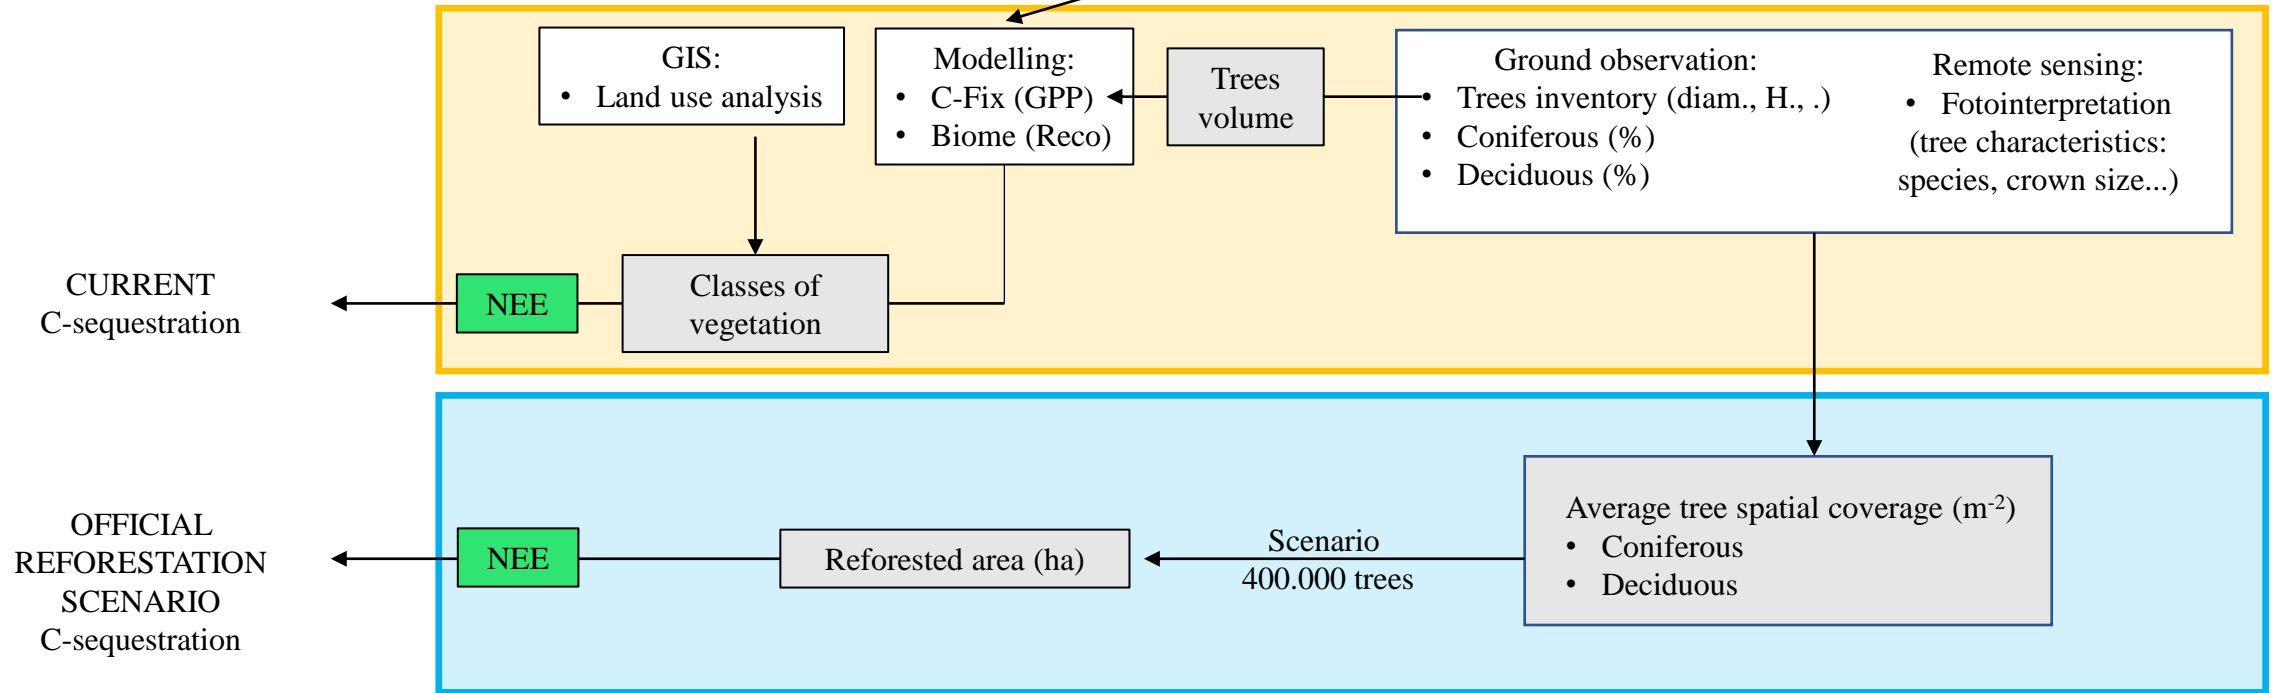 GIS:
• Land use analysis
Modelling:
• C-Fix (GPP)
• Biome (Reco)
Trees
volume
Ground observation:
• Trees inventory (diam., H., .)
• Coniferous (%)
• Deciduous (%)
Remote sensing:
• Fotointerpretation
(tree characteristics:
species, crown size...)
CURRENT
C-sequestration
NEE
Classes of
vegetation
OFFICIAL
REFORESTATION
SCENARIO
C-sequestration
NEE
Reforested area (ha)
Scenario
400.000 trees
Average tree spatial coverage (m⁻²)
• Coniferous
• Deciduous